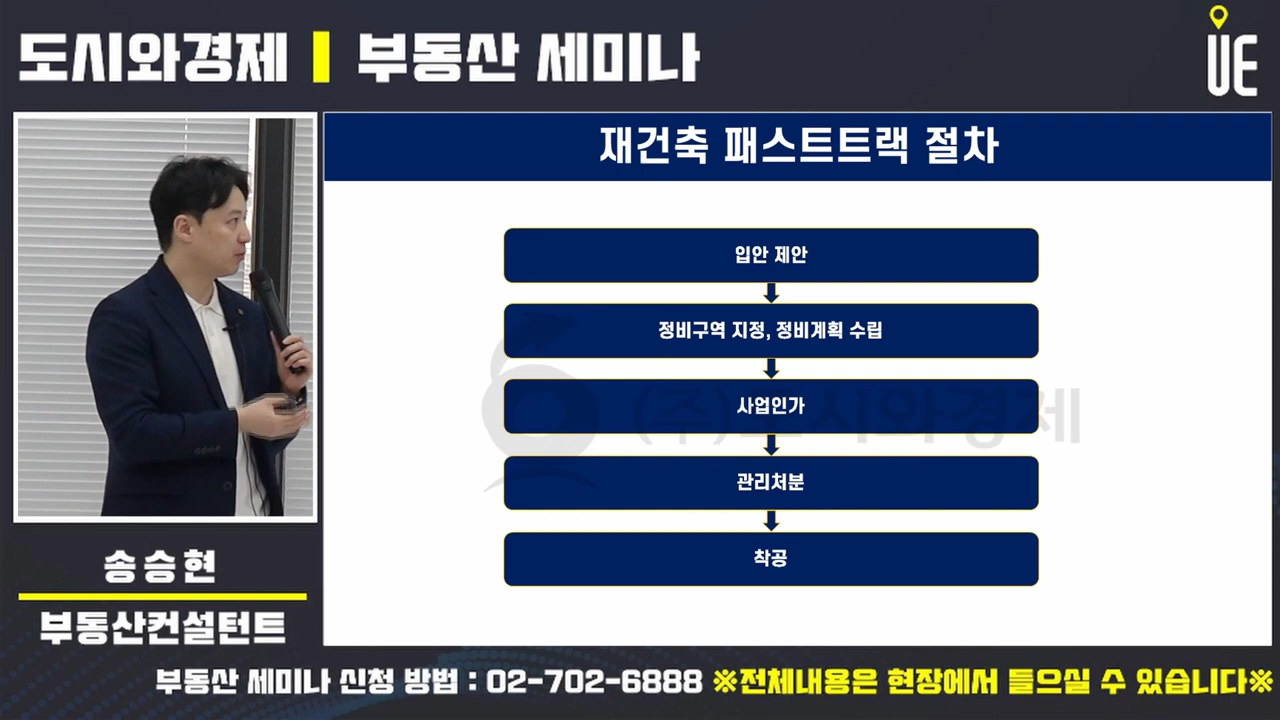 도시와경제 부동산 세미나
UE
재건축 패스트트랙 절차
입안 제안
정비구역 지정, 정비계획 수립
사업인가
관리처분
착공
(주)도시와경제
송승현
부동산컨설턴트
부동산 세미나 신청 방법 : 02-702-6888 ※전체내용은 현장에서 들으실 수 있습니다※